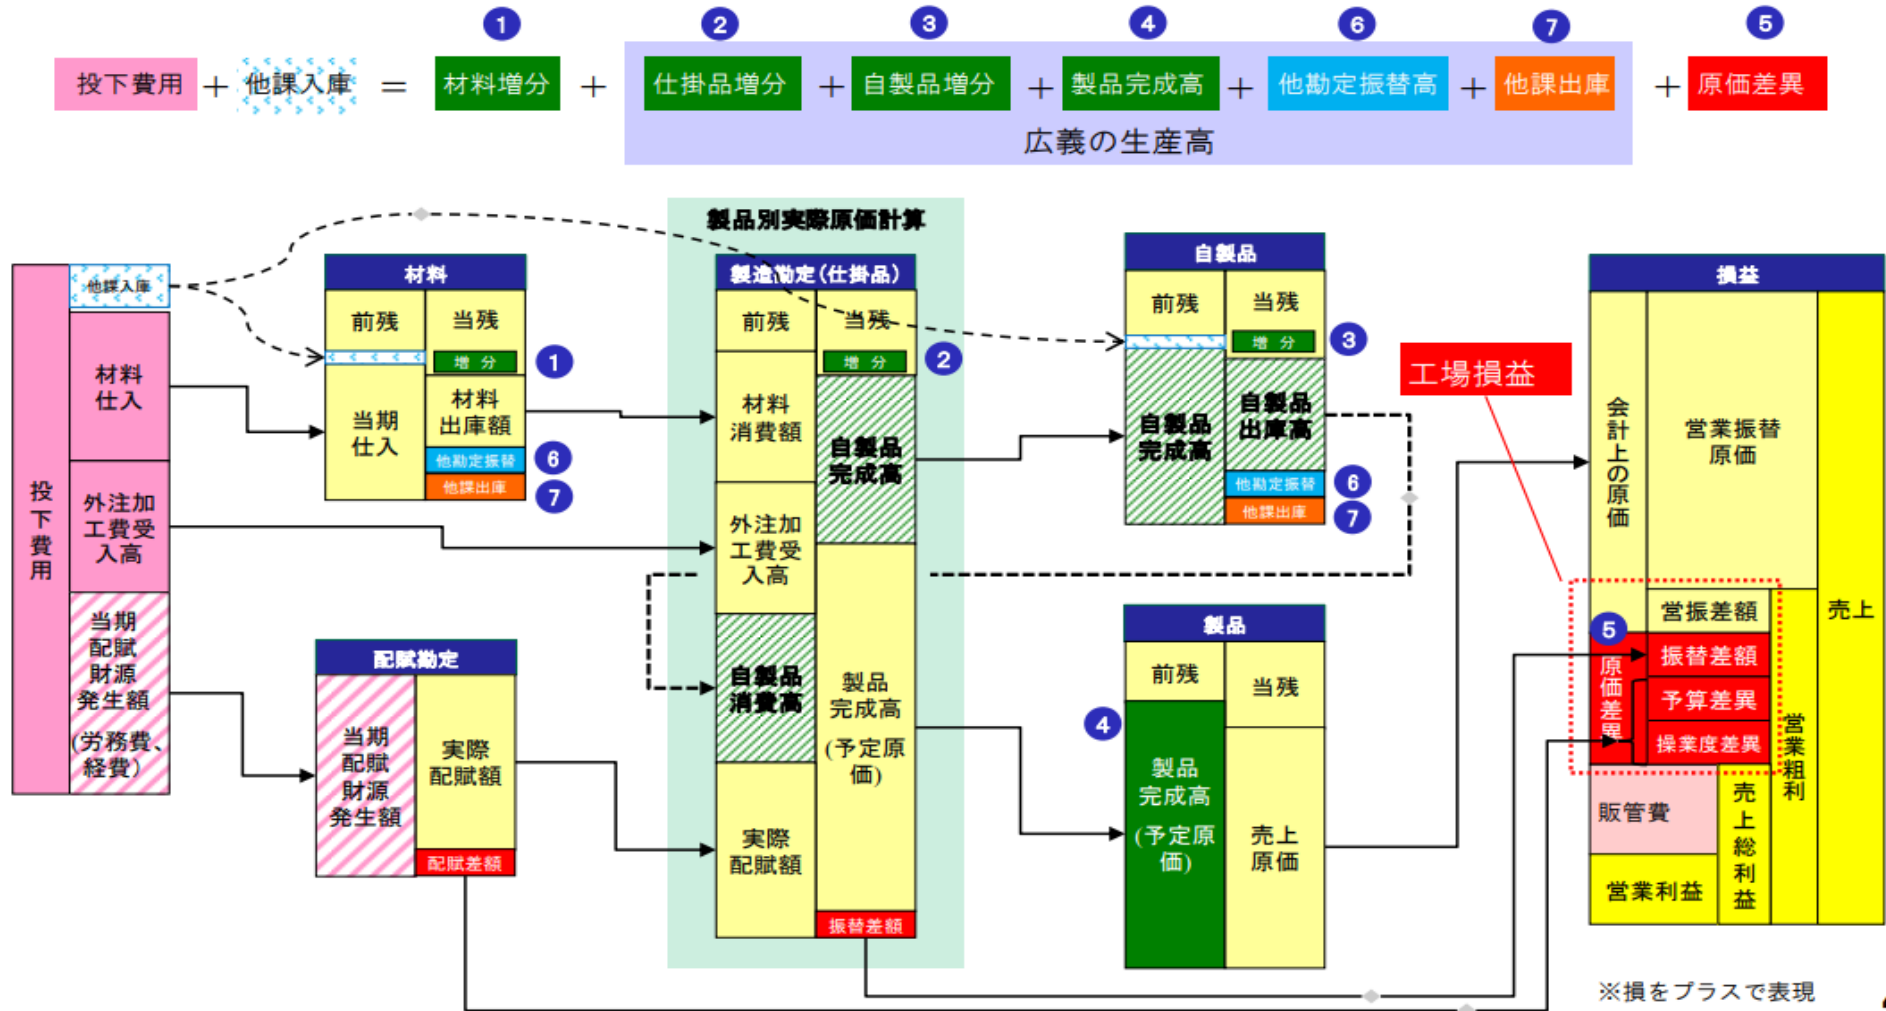 ① ② ③ ④ ⑥ ⑦ ⑤
投下費用 + 他課入庫 = 材料増分 + 仕掛品増分 + 自製品増分 + 製品完成高 + 他勘定振替高 + 他課出庫 + 原価差異
広義の生産高
製品別実際原価計算
投下費用
他課入庫
材料
仕入
外注加
工費受
入高
当期
配賦
財源
発生額
(労務費、
経費)
材料
前残
当残
増分
①
当期
仕入
材料
出庫額
他勘定振替
⑥
他課出庫
⑦
配賦勘定
当期
配賦
財源
発生額
実際
配賦額
配賦差額
製造勘定(仕掛品)
前残
当残
増分
②
材料
消費額
外注加
工費受
入高
自製品
消費高
実際
配賦額
自製品
完成高
製品
完成高
(予定原
価)
振替差額
自製品
前残
当残
増分
③
自製品
完成高
自製品
出庫高
他勘定振替
⑥
他課出庫
⑦
製品
前残
当残
④
製品
完成高
(予定原
価)
売上
原価
工場損益
損益
会計上の原価
営業振替
原価
売上
営振差額
⑤
原価差異
振替差額
予算差異
操業度差異
営業粗利
販管費
売上総利益
営業利益
※損をプラスで表現